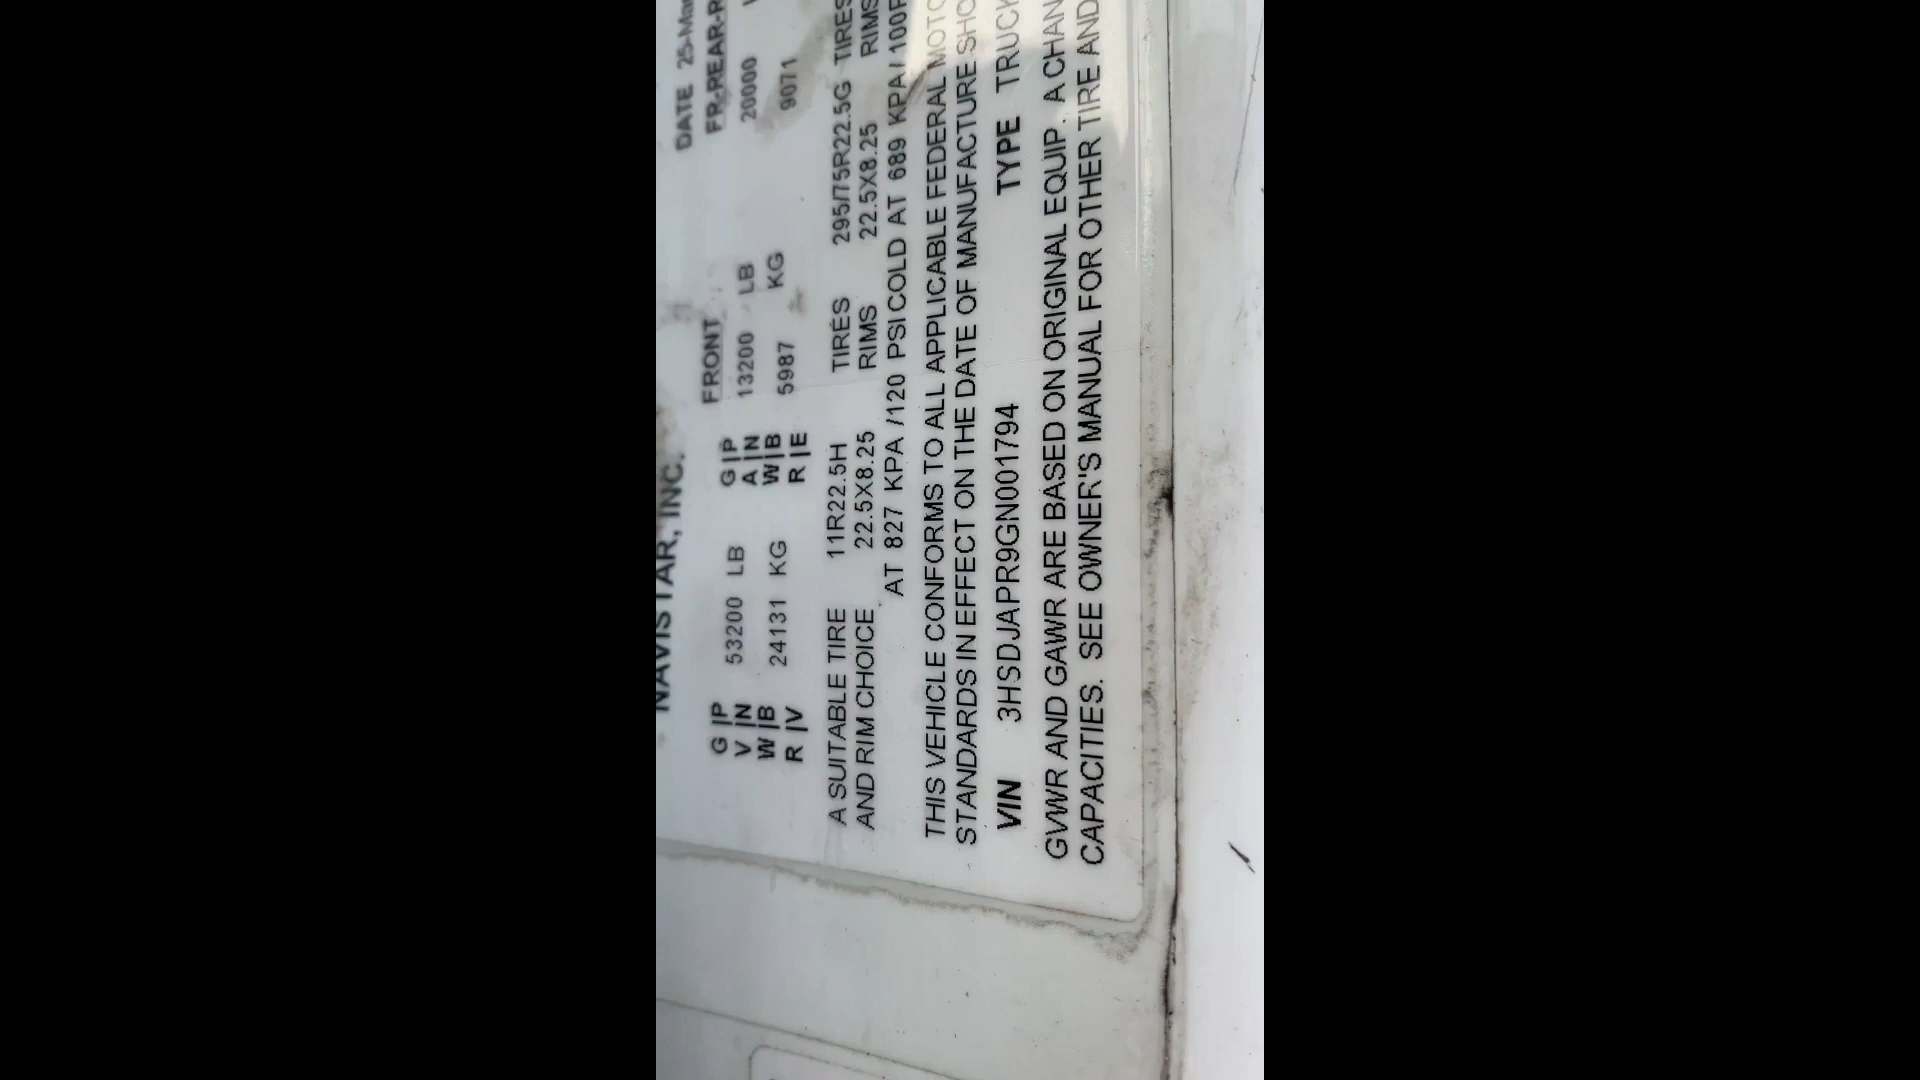 NAVISTAR, INC.
DATE 25-Mar
G|P 53200 LB G|P FRONT FR-REAR-R
V|N A|N 13200 LB 20000
W|B 24131 KG W|B
R|V R|E 5987 KG 9071
A SUITABLE TIRE 11R22.5H TIRES 295/75R22.5G TIRES
AND RIM CHOICE 22.5X8.25 RIMS 22.5X8.25 RIMS
AT 827 KPA /120 PSI COLD AT 689 KPA/ 100P
THIS VEHICLE CONFORMS TO ALL APPLICABLE FEDERAL MOTO
STANDARDS IN EFFECT ON THE DATE OF MANUFACTURE SHO
VIN 3HSDJAPR9GN001794 TYPE TRUCK
GVWR AND GAWR ARE BASED ON ORIGINAL EQUIP. A CHAN
CAPACITIES. SEE OWNER'S MANUAL FOR OTHER TIRE AND